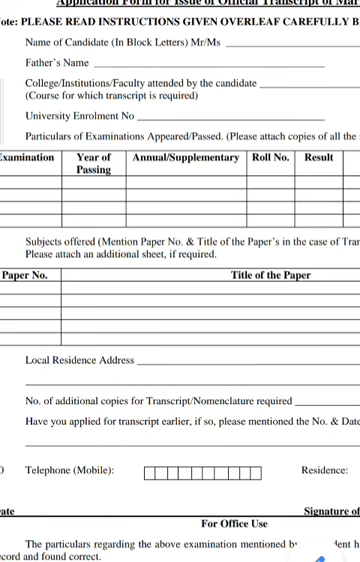 Application Form for Issue of Official Transcript of Mar
ote: PLEASE READ INSTRUCTIONS GIVEN OVERLEAF CAREFULLY B
Name of Candidate (In Block Letters) Mr/Ms
Father's Name
College/Institutions/Faculty attended by the candidate
(Course for which transcript is required)
University Enrolment No
Particulars of Examinations Appeared/Passed. (Please attach copies of all the
Examination Year of Passing Annual/Supplementary Roll No. Result
Subjects offered (Mention Paper No. & Title of the Paper's in the case of Tran
Please attach an additional sheet, if required.
Paper No. Title of the Paper
Local Residence Address
No. of additional copies for Transcript/Nomenclature required
Have you applied for transcript earlier, if so, please mentioned the No. & Date
Telephone (Mobile): Residence:
ate Signature of
For Office Use
The particulars regarding the above examination mentioned by dent h
cord and found correct.